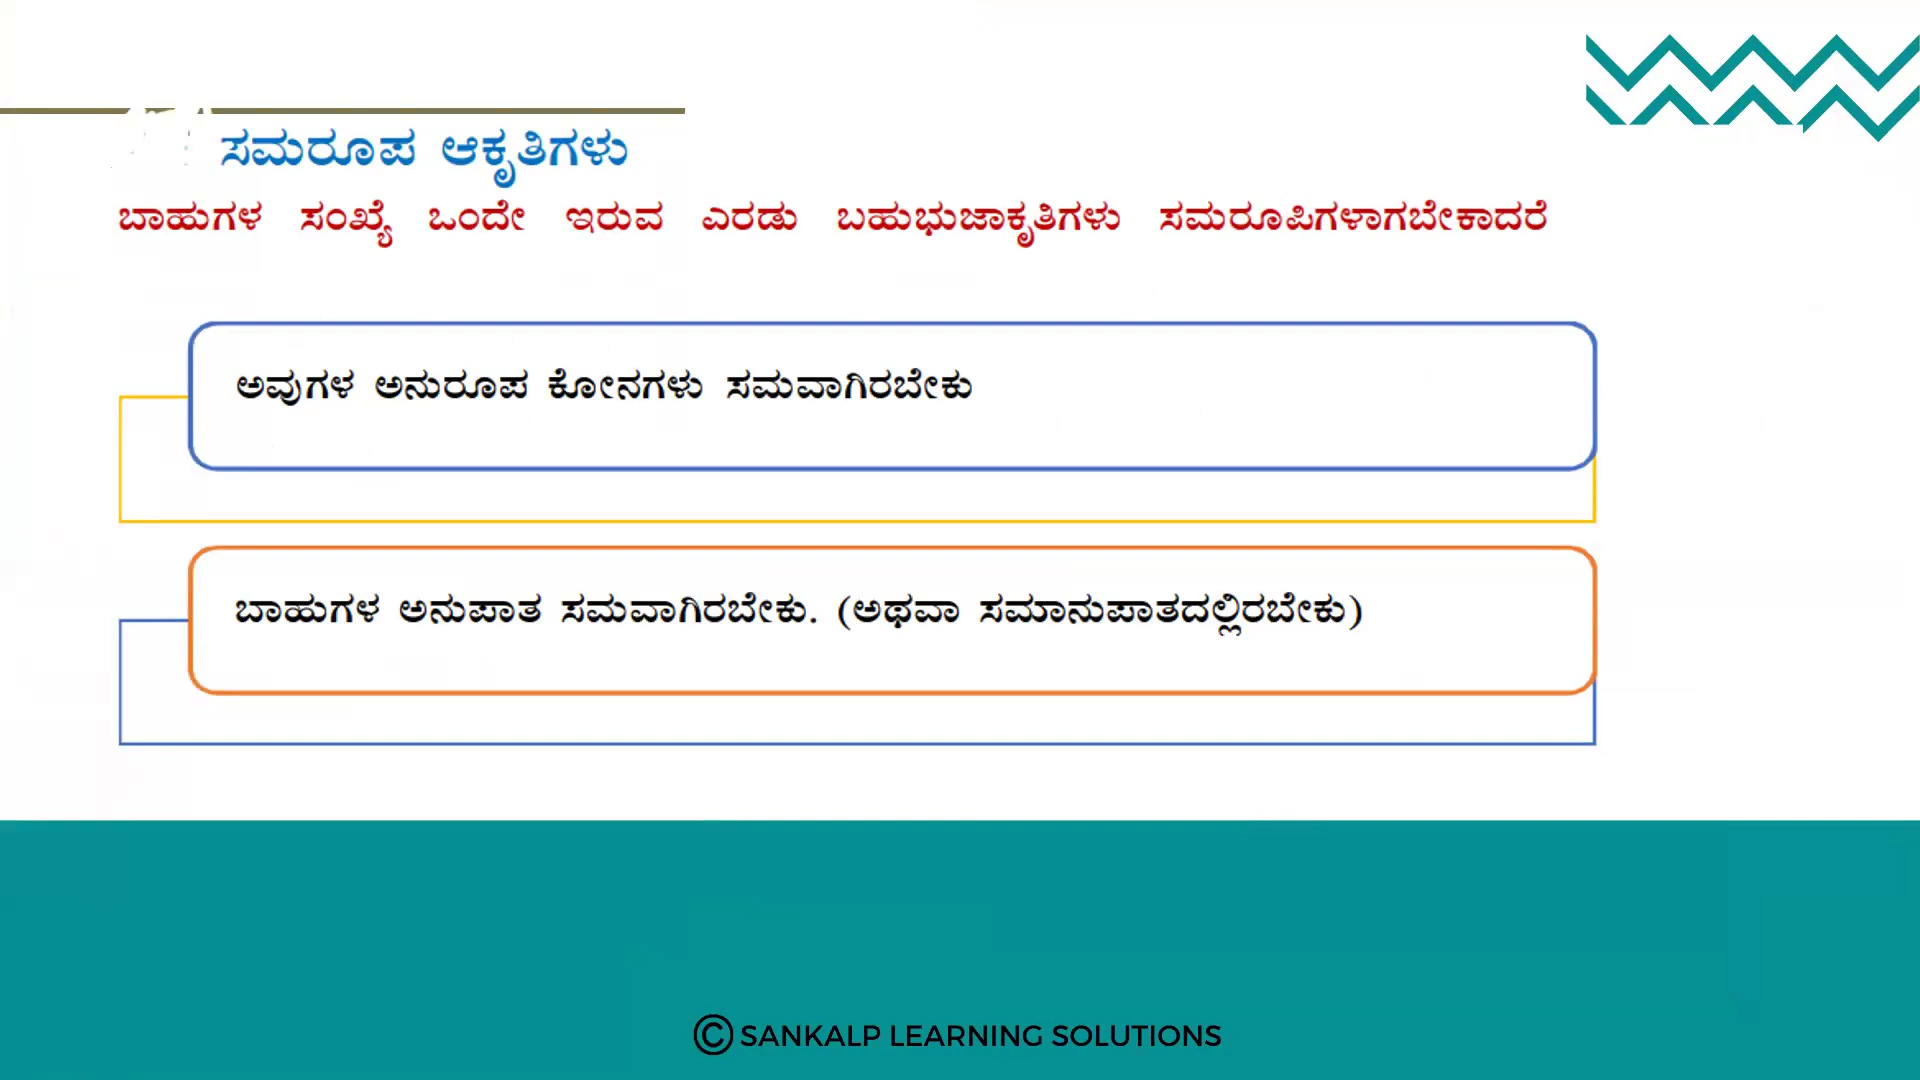 ಸಮರೂಪ ಆಕೃತಿಗಳು
ಬಾಹುಗಳ ಸಂಖ್ಯೆ ಒಂದೇ ಇರುವ ಎರಡು ಬಹುಭುಜಾಕೃತಿಗಳು ಸಮರೂಪಿಗಳಾಗಬೇಕಾದರೆ
ಅವುಗಳ ಅನುರೂಪ ಕೋನಗಳು ಸಮವಾಗಿರಬೇಕು
ಬಾಹುಗಳ ಅನುಪಾತ ಸಮವಾಗಿರಬೇಕು. (ಅಥವಾ ಸಮಾನುಪಾತದಲ್ಲಿರಬೇಕು)
© SANKALP LEARNING SOLUTIONS